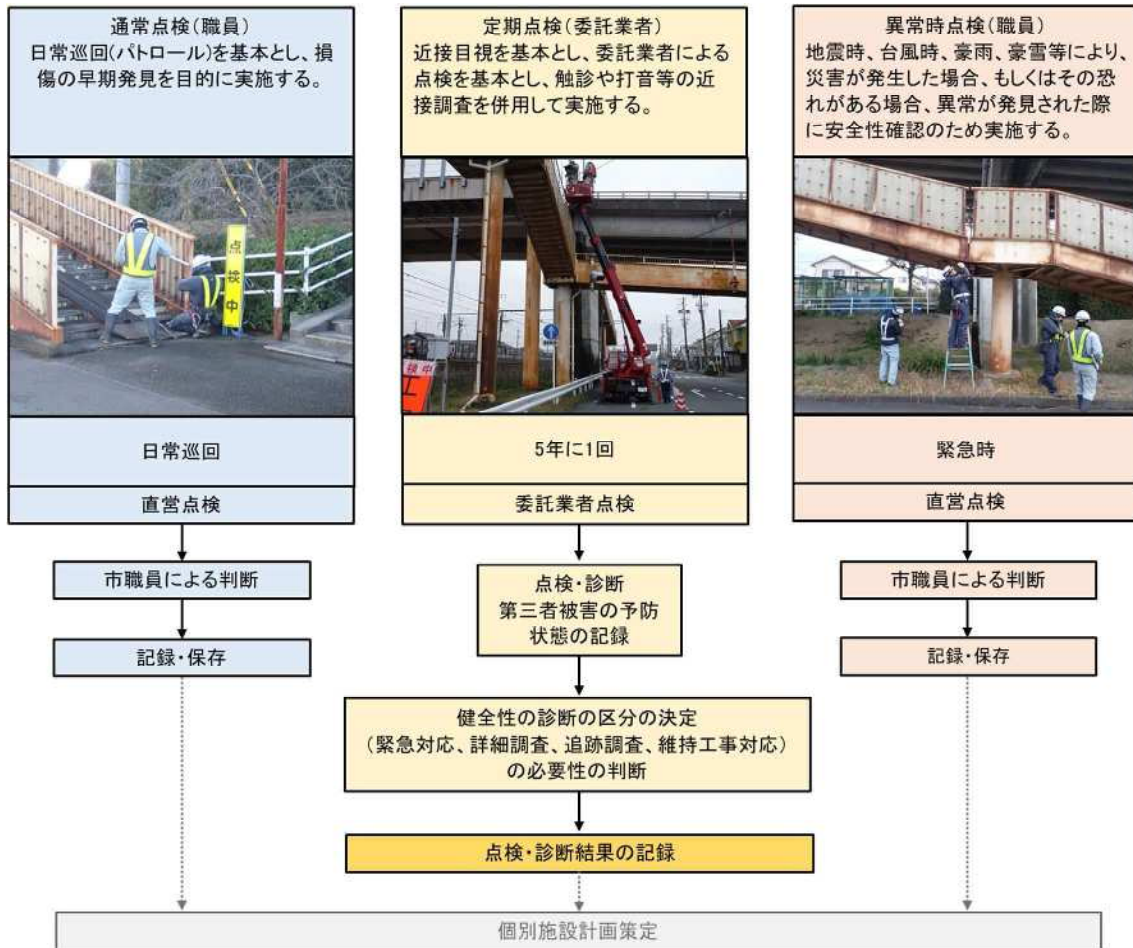 通常点検(職員)
日常巡回(パトロール)を基本とし、損
傷の早期発見を目的に実施する。
点検中
日常巡回
直営点検
市職員による判断
記録・保存
定期点検(委託業者)
近接目視を基本とし、委託業者による
点検を基本とし、触診や打音等の近
接調査を併用して実施する。
検中
工
5年に1回
委託業者点検
点検・診断
第三者被害の予防
状態の記録
健全性の診断の区分の決定
(緊急対応、詳細調査、追跡調査、維持工事対応)
の必要性の判断
点検・診断結果の記録
異常時点検(職員)
地震時、台風時、豪雨、豪雪等により、
災害が発生した場合、もしくはその恐
れがある場合、異常が発見された際
に安全性確認のため実施する。
緊急時
直営点検
市職員による判断
記録・保存
個別施設計画策定